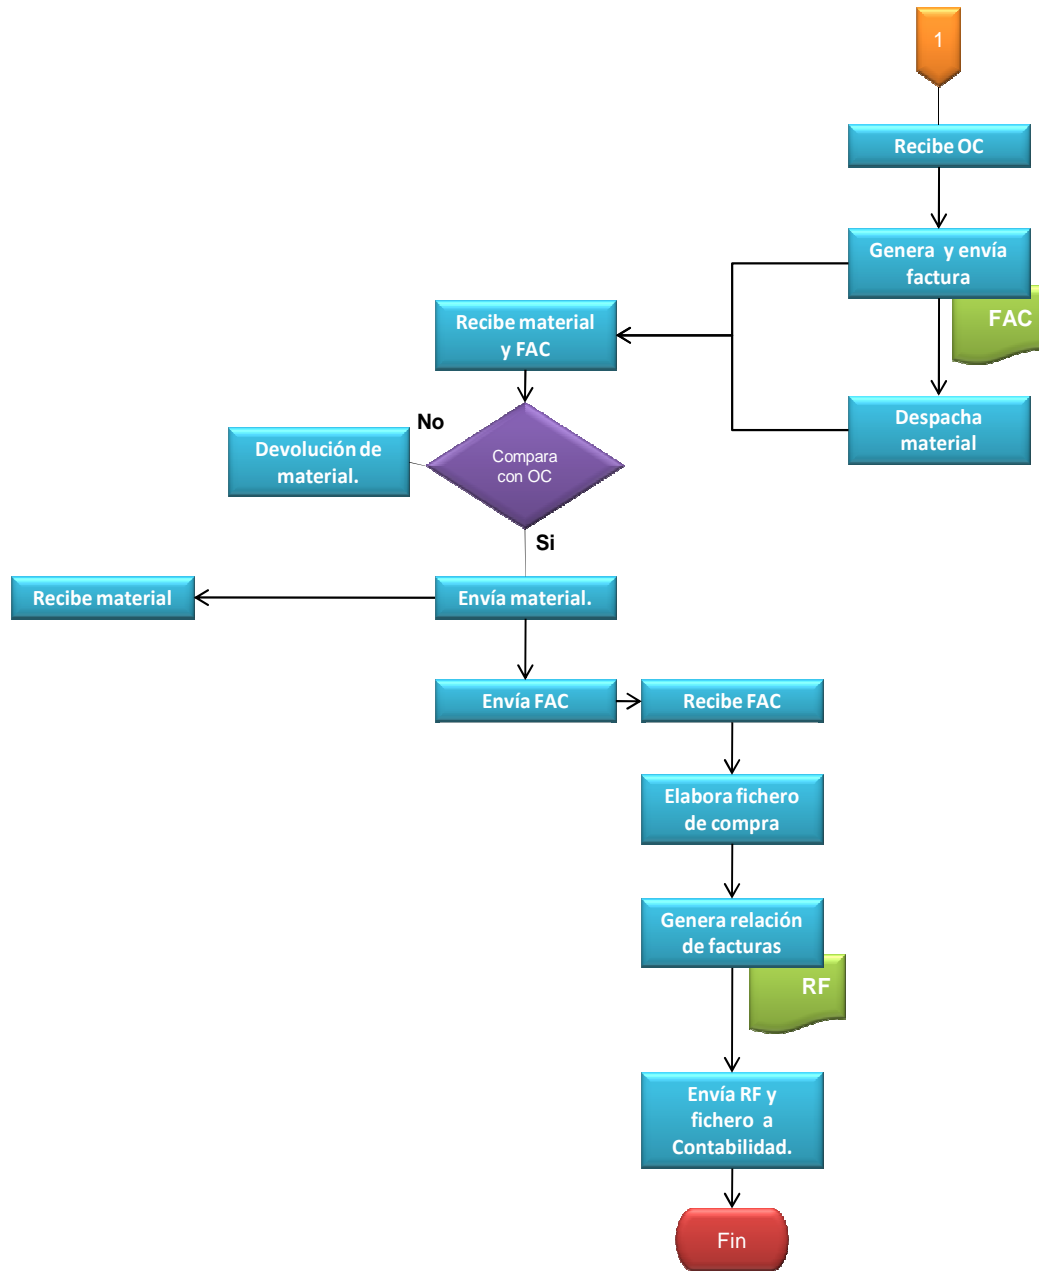 1
Recibe OC
Genera y envía
factura
FAC
Recibe material
y FAC
Despacha
material
No
Devolución de
material.
Compara
con OC
Si
Recibe material
Envía material.
Envía FAC
Recibe FAC
Elabora fichero
de compra
Genera relación
de facturas
RF
Envía RF y
fichero a
Contabilidad.
Fin